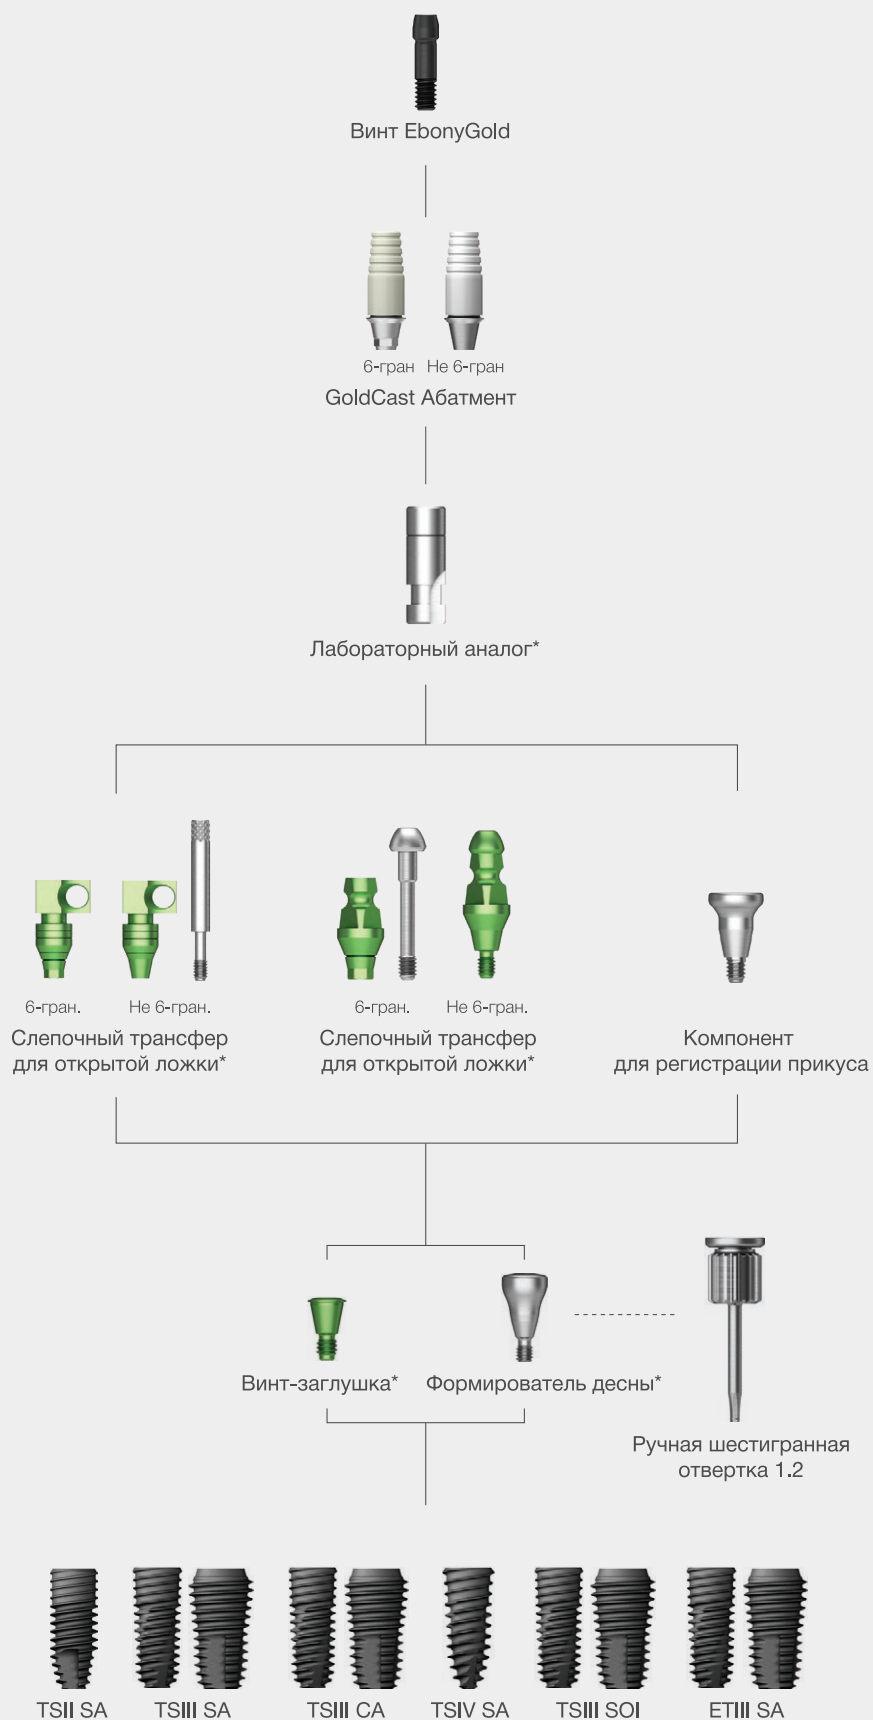 Винт EbonyGold
6-гран Не 6-гран
GoldCast Абатмент
Лабораторный аналог*
6-гран. Не 6-гран.
Слепочный трансфер
для открытой ложки*
6-гран. Не 6-гран.
Слепочный трансфер
для открытой ложки*
Компонент
для регистрации прикуса
Винт-заглушка*
Формирователь десны*
Ручная шестигранная
отвертка 1.2
TSII SA TSIII SA TSIII CA TSIV SA TSIII SOI ETIII SA